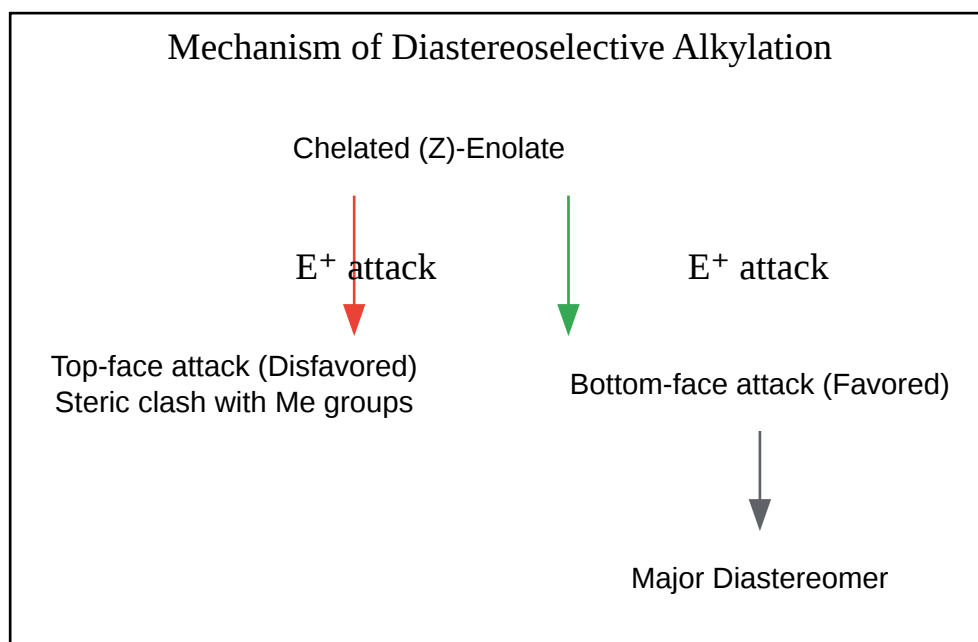 Mechanism of Diastereoselective Alkylation
Chelated (Z)-Enolate
E⁺ attack
E⁺ attack
Top-face attack (Disfavored)
Steric clash with Me groups
Bottom-face attack (Favored)
Major Diastereomer